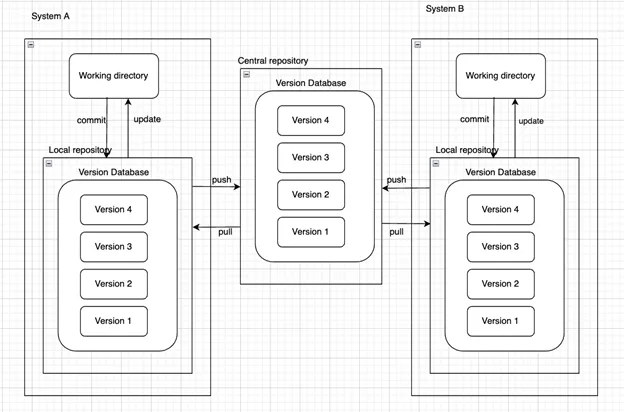 System A
Working directory
commit
update
Local repository
Version Database
Version 4
Version 3
Version 2
Version 1
push
pull
Central repository
Version Database
Version 4
Version 3
Version 2
Version 1
push
pull
System B
Working directory
commit
update
Local repository
Version Database
Version 4
Version 3
Version 2
Version 1